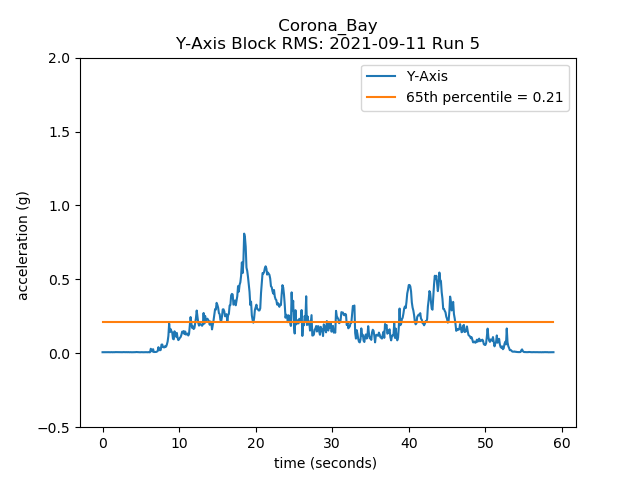 Corona_Bay
Y-Axis Block RMS: 2021-09-11 Run 5
Y-Axis
65th percentile = 0.21
2.0
1.5
1.0
0.5
0.0
−0.5
acceleration (g)
0 10 20 30 40 50 60
time (seconds)